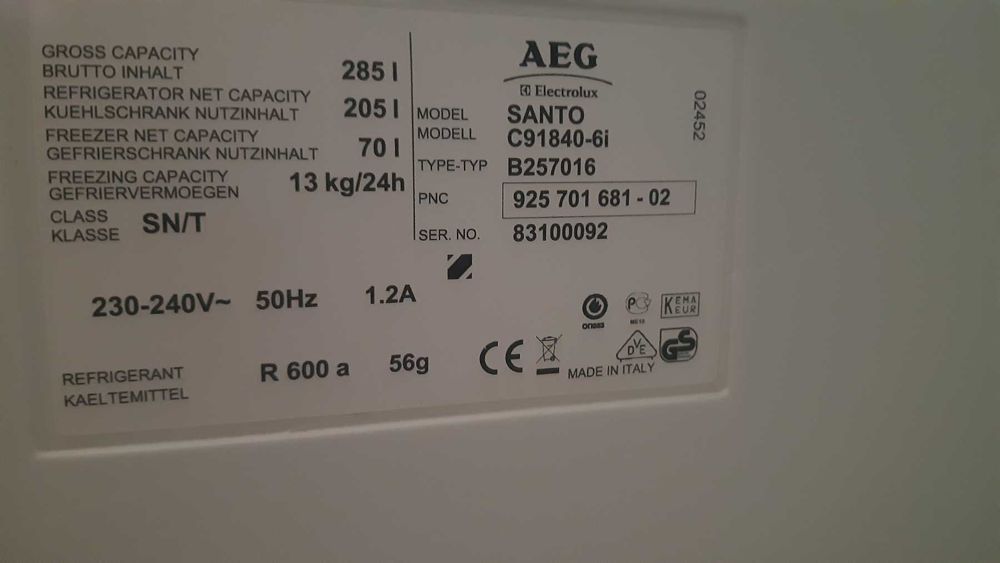 GROSS CAPACITY
BRUTTO INHALT 285 l
REFRIGERATOR NET CAPACITY
KUEHLSCHRANK NUTZINHALT 205 l
FREEZER NET CAPACITY
GEFRIERSCHRANK NUTZINHALT 70 l
FREEZING CAPACITY
GEFRIERVERMOEGEN 13 kg/24h
CLASS
KLASSE SN/T
AEG
Electrolux
MODEL SANTO
MODELL C91840-6i
TYPE-TYP B257016
PNC 925 701 681 - 02
SER. NO. 83100092
02452
230-240V~ 50Hz 1.2A
KEMA
EUR
PC
VDE
GS
CE
MADE IN ITALY
REFRIGERANT
KAELTEMITTEL R 600 a 56g